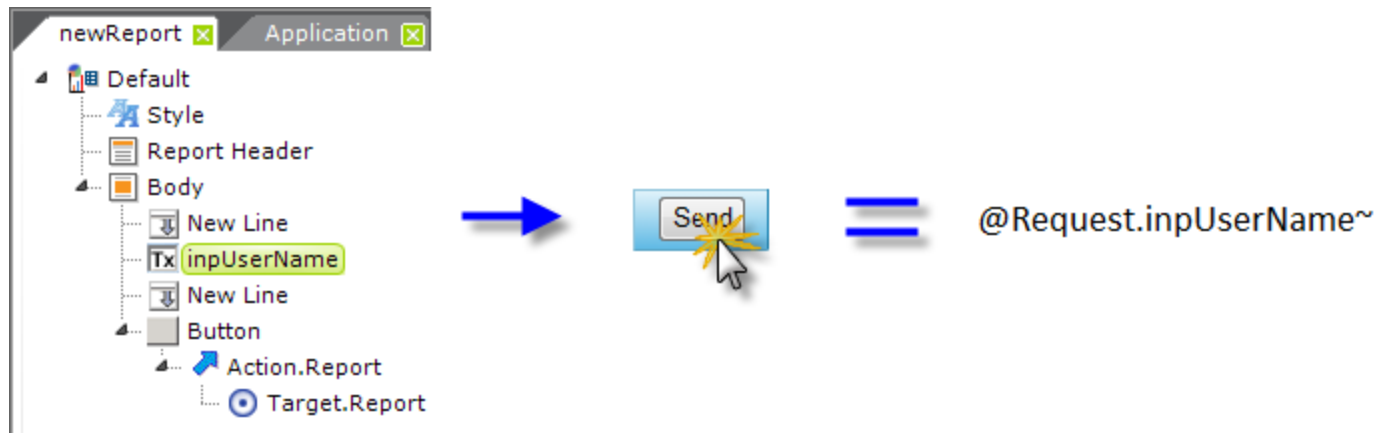 newReport Application
Default
Style
Report Header
Body
New Line
Tx inpUserName
New Line
Button
Action.Report
Target.Report
Send
@Request.inpUserName~